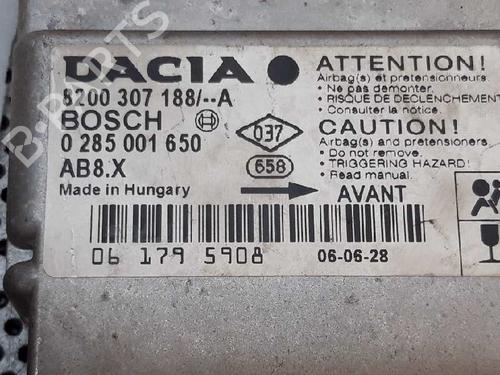 DACIA
8200 307 188/--A
BOSCH
0 285 001 650
AB8.X
Made in Hungary
037
658
AVANT
06 179 5908
06-06-28
ATTENTION!
Airbag(s) et pretensionneurs.
• Ne pas demonter.
• RISQUE DE DECLENCHEMENT
• Consulter la notice.
CAUTION!
Airbag(s) and pretensioners.
• Do not remove.
• TRIGGERING HAZARD!
• Read manual.
B-PARTS